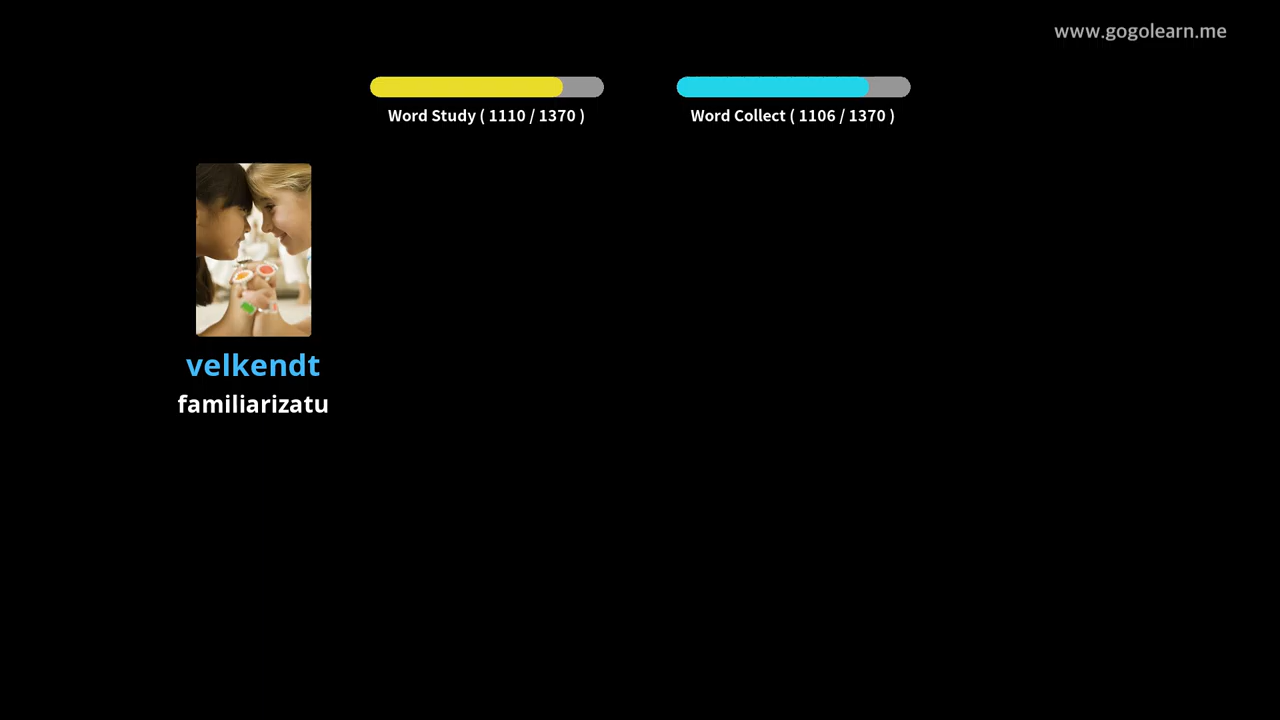 www.gogolearn.me
Word Study ( 1110 / 1370 )
Word Collect ( 1106 / 1370 )
velkendt
familiarizatu